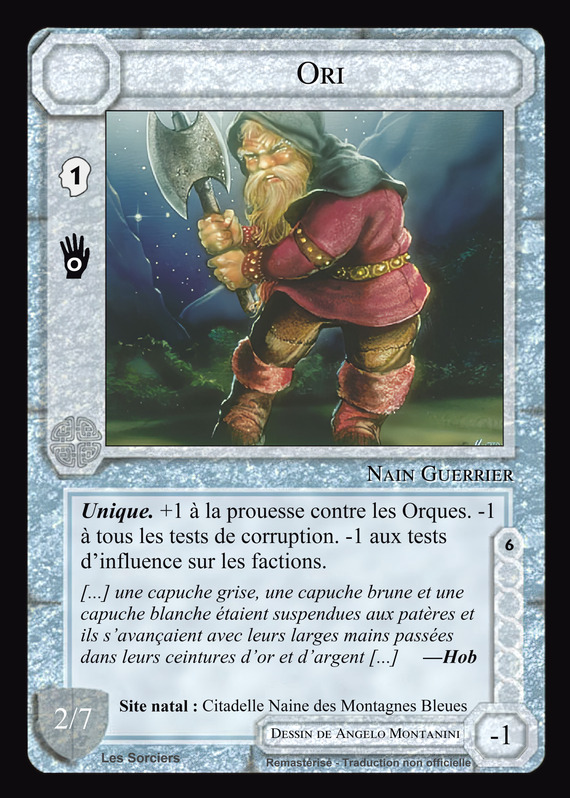 Ori
1
0
Nain Guerrier
Unique. +1 à la prouesse contre les Orques. -1
à tous les tests de corruption. -1 aux tests
d’influence sur les factions.
6
[...] une capuche grise, une capuche brune et une
capuche blanche étaient suspendues aux patères et
ils s’avançaient avec leurs larges mains passées
dans leurs ceintures d’or et d’argent [...] —Hob
Site natal : Citadelle Naine des Montagnes Bleues
2/7
Dessin de Angelo Montanini
-1
Les Sorciers
Remastérisé - Traduction non officielle